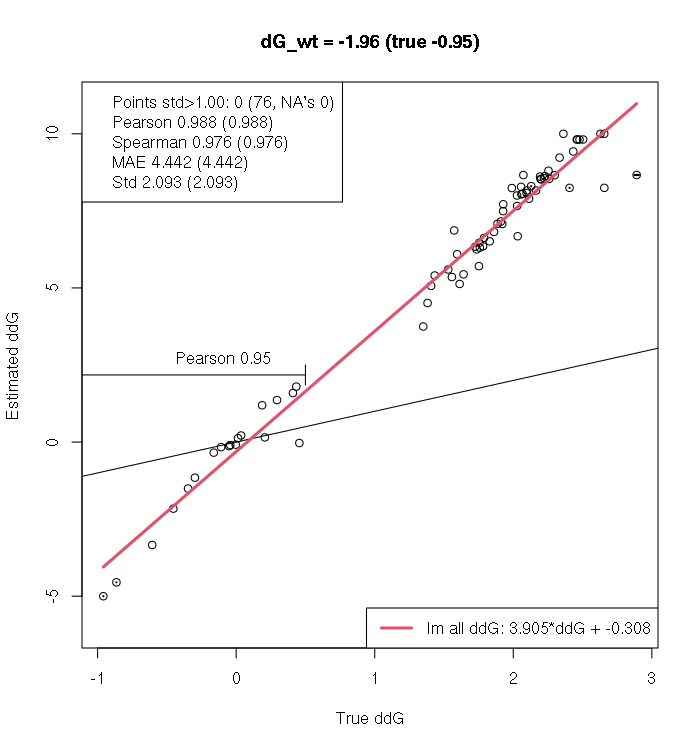 dG_wt = -1.96 (true -0.95)
Points std>1.00: 0 (76, NA's 0)
Pearson 0.988 (0.988)
Spearman 0.976 (0.976)
MAE 4.442 (4.442)
Std 2.093 (2.093)
Pearson 0.95
lm all ddG: 3.905*ddG + -0.308
Estimated ddG
10
5
0
-5
-1
0
1
2
3
True ddG